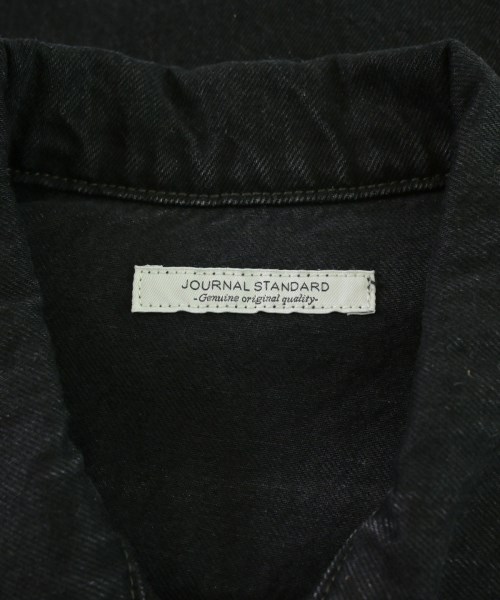 JOURNAL STANDARD
-Genuine original quality-